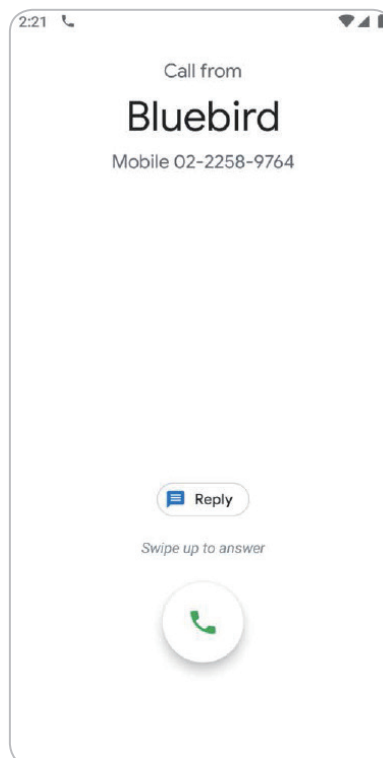 2:21
Call from
Bluebird
Mobile 02-2258-9764
Reply
Swipe up to answer